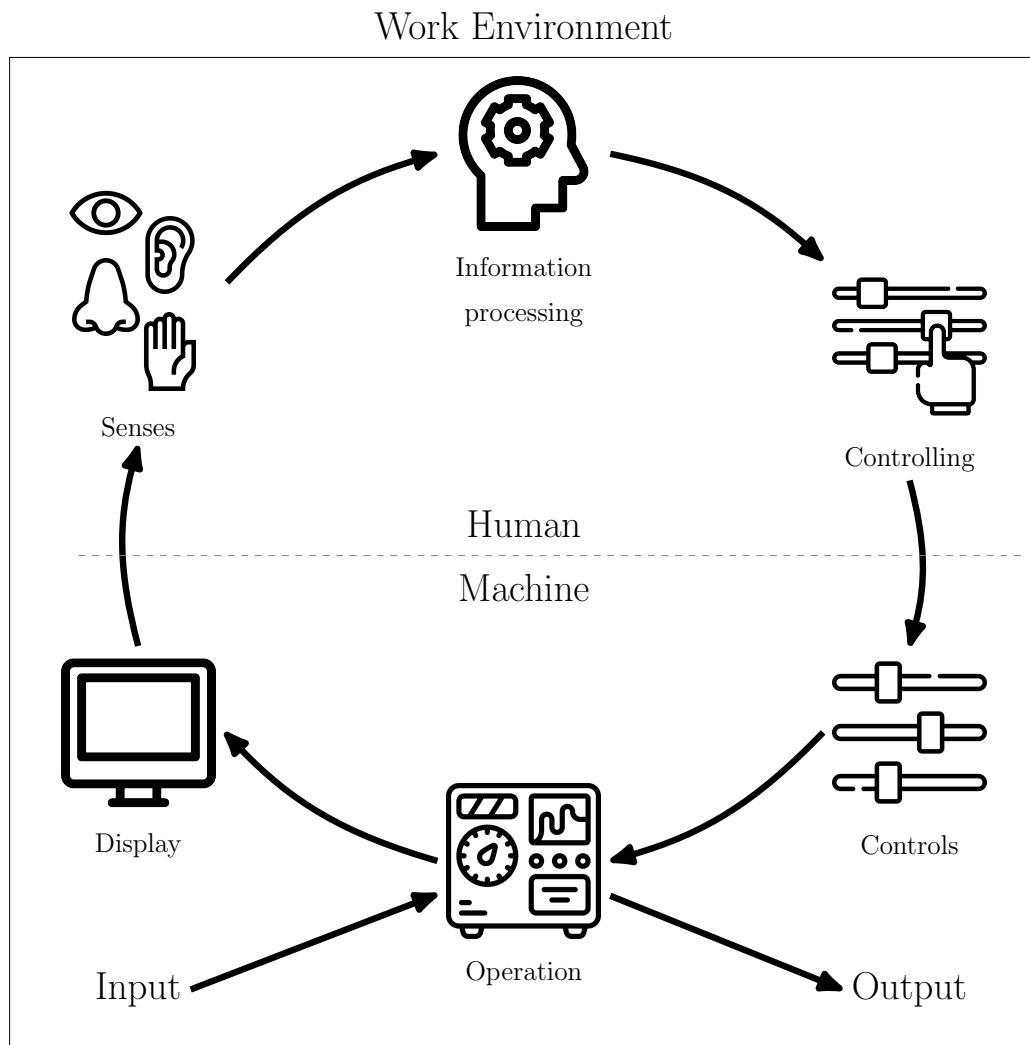 Work Environment
Information
processing
Senses
Controlling
Human
Machine
Display
Controls
Operation
Input
Output